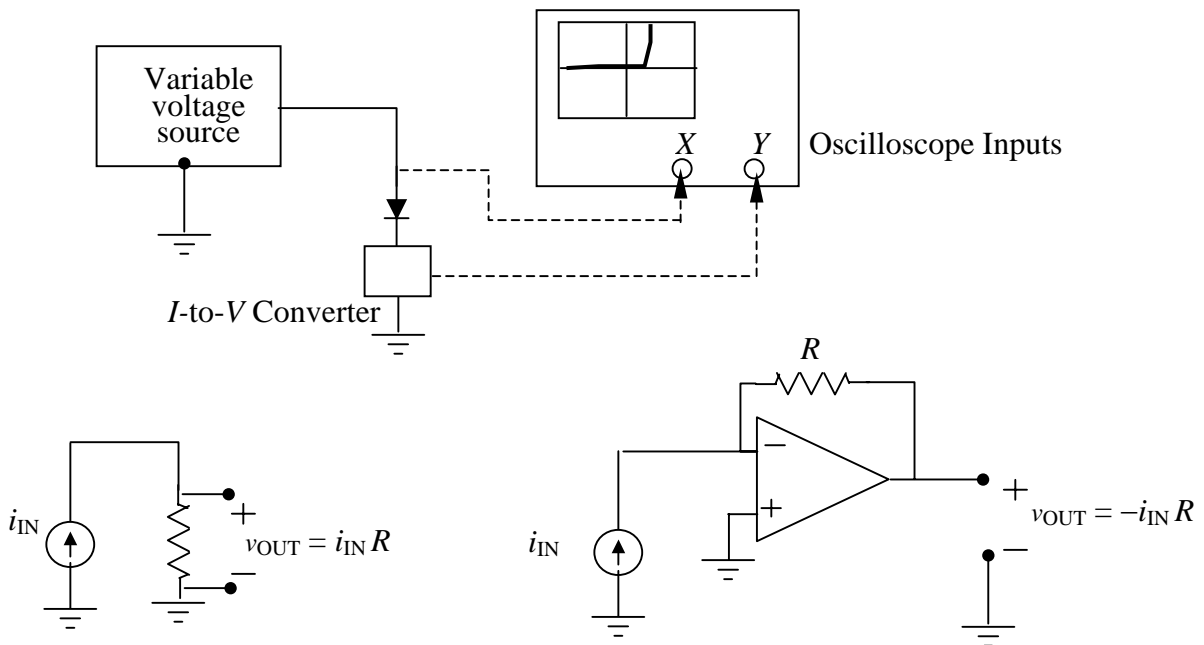 Variable
voltage
source
X
Y
Oscilloscope Inputs
I-to-V Converter
R
iIN
+
vOUT = iIN R
−
iIN
−
+
+
vOUT = −iIN R
−